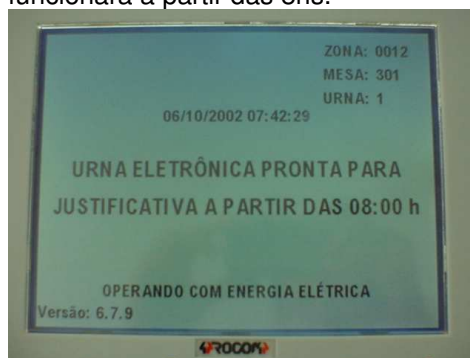 funcionará a partir das 8hs.
ZONA: 0012
MESA: 301
URNA: 1
06/10/2002 07:42:29
URNA ELETRÔNICA PRONTA PARA
JUSTIFICATIVA A PARTIR DAS 08:00 h
OPERANDO COM ENERGIA ELÉTRICA
Versão: 6.7.9
PROCOMP